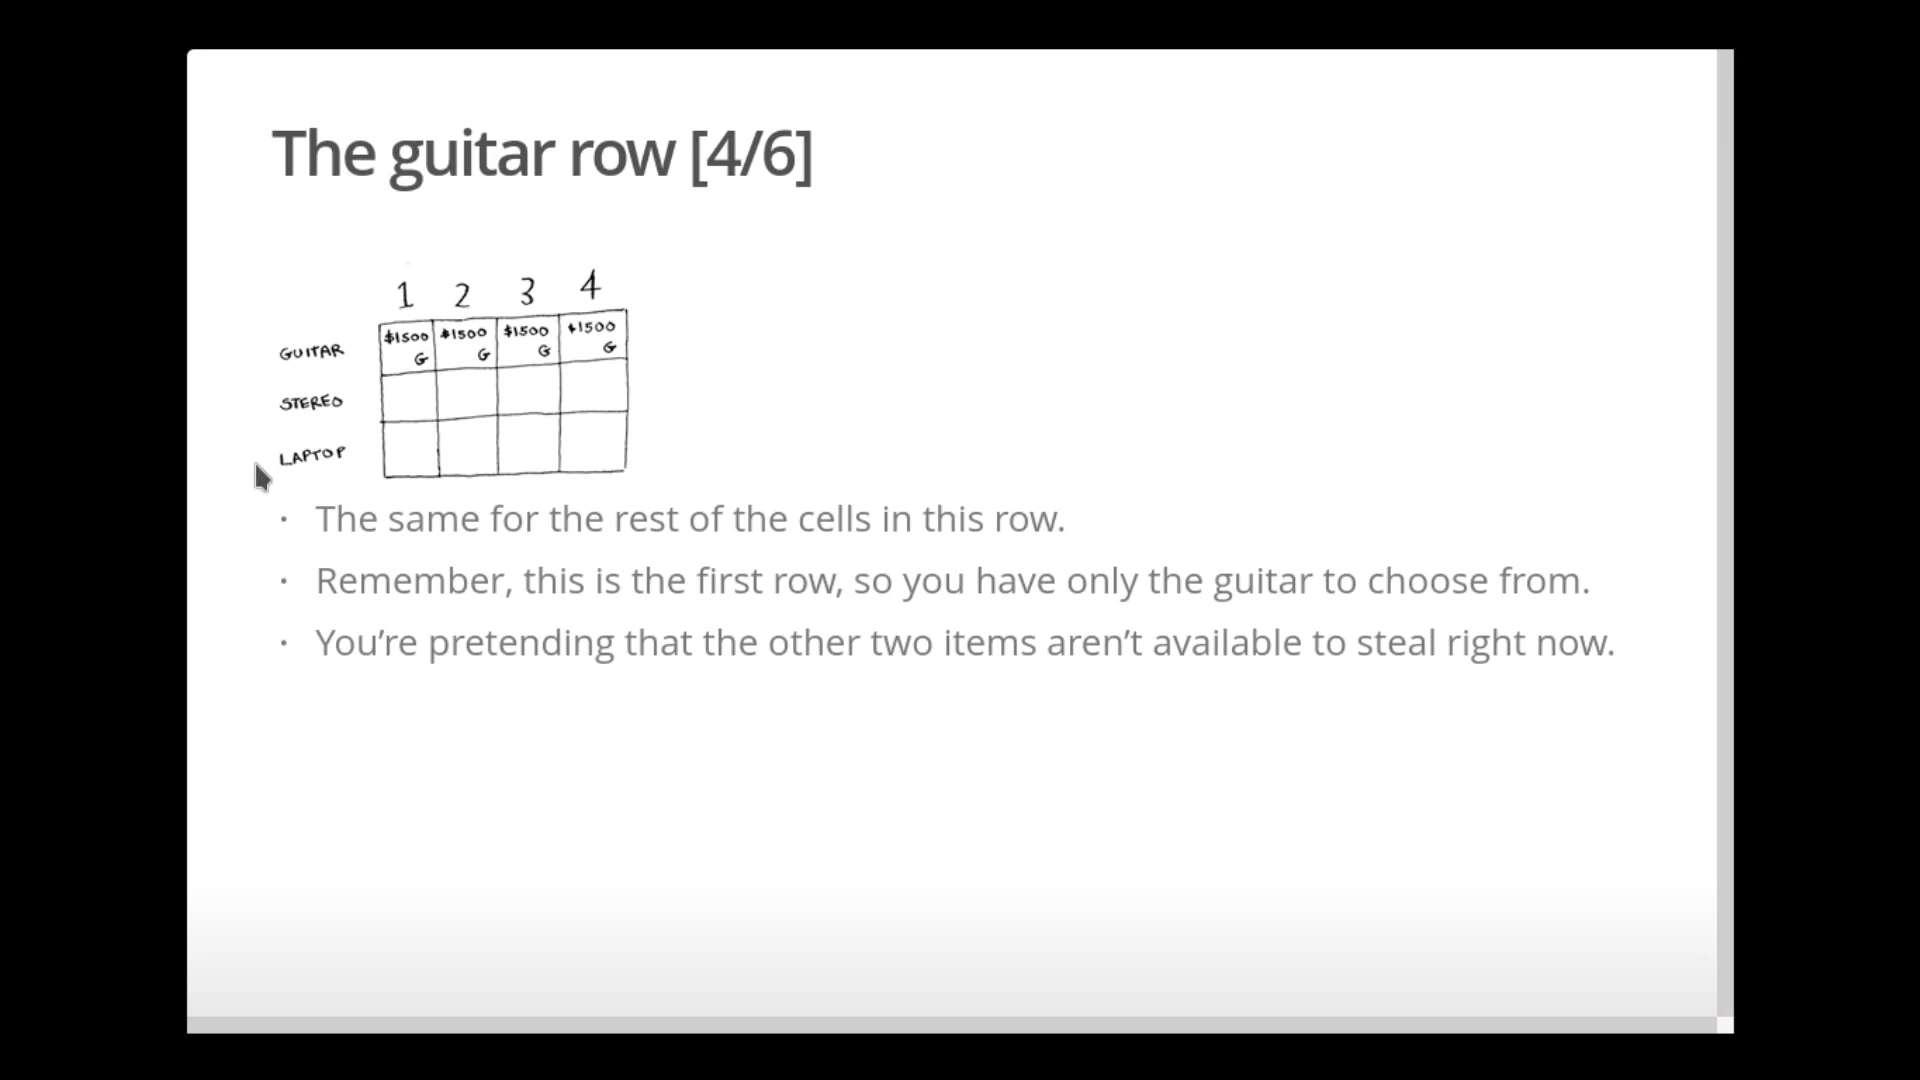 The guitar row [4/6]
1 2 3 4
GUITAR $1500 G $1500 G $1500 G $1500 G
STEREO
LAPTOP
· The same for the rest of the cells in this row.
· Remember, this is the first row, so you have only the guitar to choose from.
· You’re pretending that the other two items aren’t available to steal right now.